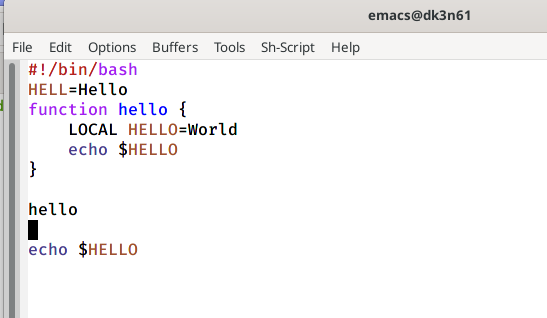 emacs@dk3n61
File Edit Options Buffers Tools Sh-Script Help
#!/bin/bash
HELL=Hello
function hello {
    LOCAL HELLO=World
    echo $HELLO
}
hello
echo $HELLO